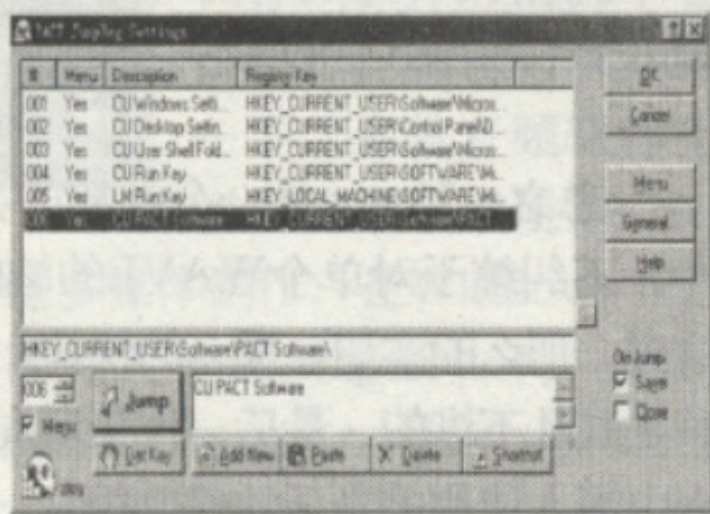 PACT JumpReg Settings
# Menu Description Registry Key
001 Yes CU Windows Setti... HKEY_CURRENT_USER\Software\Micros...
002 Yes CU Desktop Settin... HKEY_CURRENT_USER\Control Panel\D...
003 Yes CU User Shell Fold... HKEY_CURRENT_USER\Software\Micros...
004 Yes CU Run Key HKEY_CURRENT_USER\SOFTWARE\Mi...
005 Yes LM Run Key HKEY_LOCAL_MACHINE\SOFTWARE\Mi...
006 Yes CU PACT Software HKEY_CURRENT_USER\Software\PACT ...
OK
Cancel
Menu
General
Help
HKEY_CURRENT_USER\Software\PACT Software\
006
Menu
Jump
CU PACT Software
On Jump
Save
Close
Get Key
Add New
Paste
Delete
Shortcut